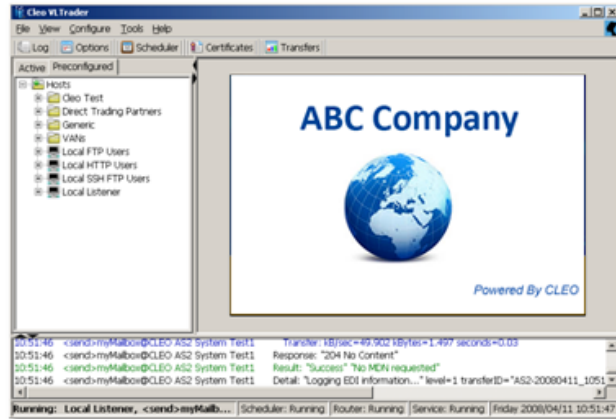 Cleo VLTrader
File View Configure Tools Help
Log Options Scheduler Certificates Transfers
Active Preconfigured
Hosts
Cleo Test
Direct Trading Partners
Generic
VANs
Local FTP Users
Local HTTP Users
Local SSH FTP Users
Local Listener
ABC Company
Powered By CLEO
10:51:46 <send>myMailbox@CLEO AS2 System Test1 Transfer: kB/sec=49.902 kBytes=1.497 seconds=0.03
10:51:46 <send>myMailbox@CLEO AS2 System Test1 Response: "204 No Content"
10:51:46 <send>myMailbox@CLEO AS2 System Test1 Result: "Success" "No MDN requested"
10:51:46 <send>myMailbox@CLEO AS2 System Test1 Detail: "Logging EDI information..." level=1 transferID="AS2-20080411_1051
Running: Local Listener, <send>myMailb... Scheduler: Running Router: Running Service: Running Friday 2008/04/11 10:51